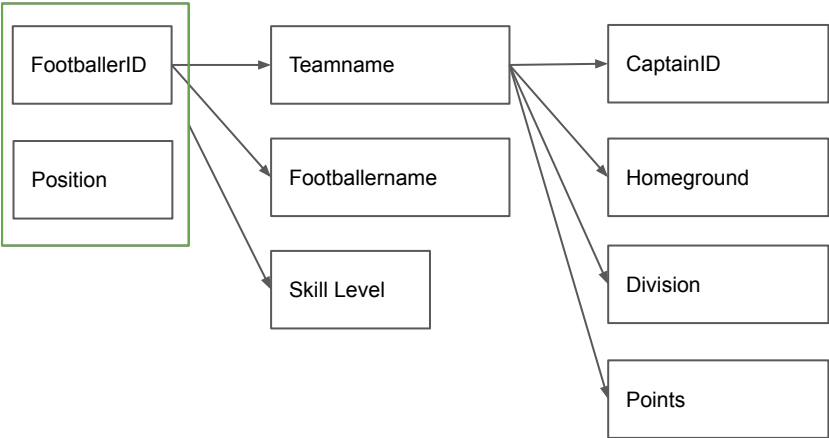 FootballerID
Teamname
CaptainID
Position
Footballername
Homeground
Skill Level
Division
Points